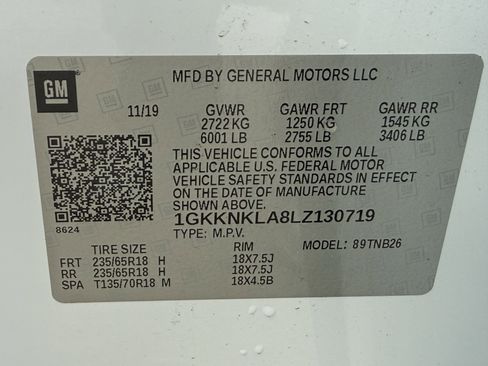 GM
MFD BY GENERAL MOTORS LLC
11/19 GVWR GAWR FRT GAWR RR
2722 KG 1250 KG 1545 KG
6001 LB 2755 LB 3406 LB
THIS VEHICLE CONFORMS TO ALL
APPLICABLE U.S. FEDERAL MOTOR
VEHICLE SAFETY STANDARDS IN EFFECT
ON THE DATE OF MANUFACTURE
SHOWN ABOVE.
8624
1GKKNKLA8LZ130719
TYPE: M.P.V.
TIRE SIZE RIM MODEL: 89TNB26
FRT 235/65R18 H 18X7.5J
RR 235/65R18 H 18X7.5J
SPA T135/70R18 M 18X4.5B